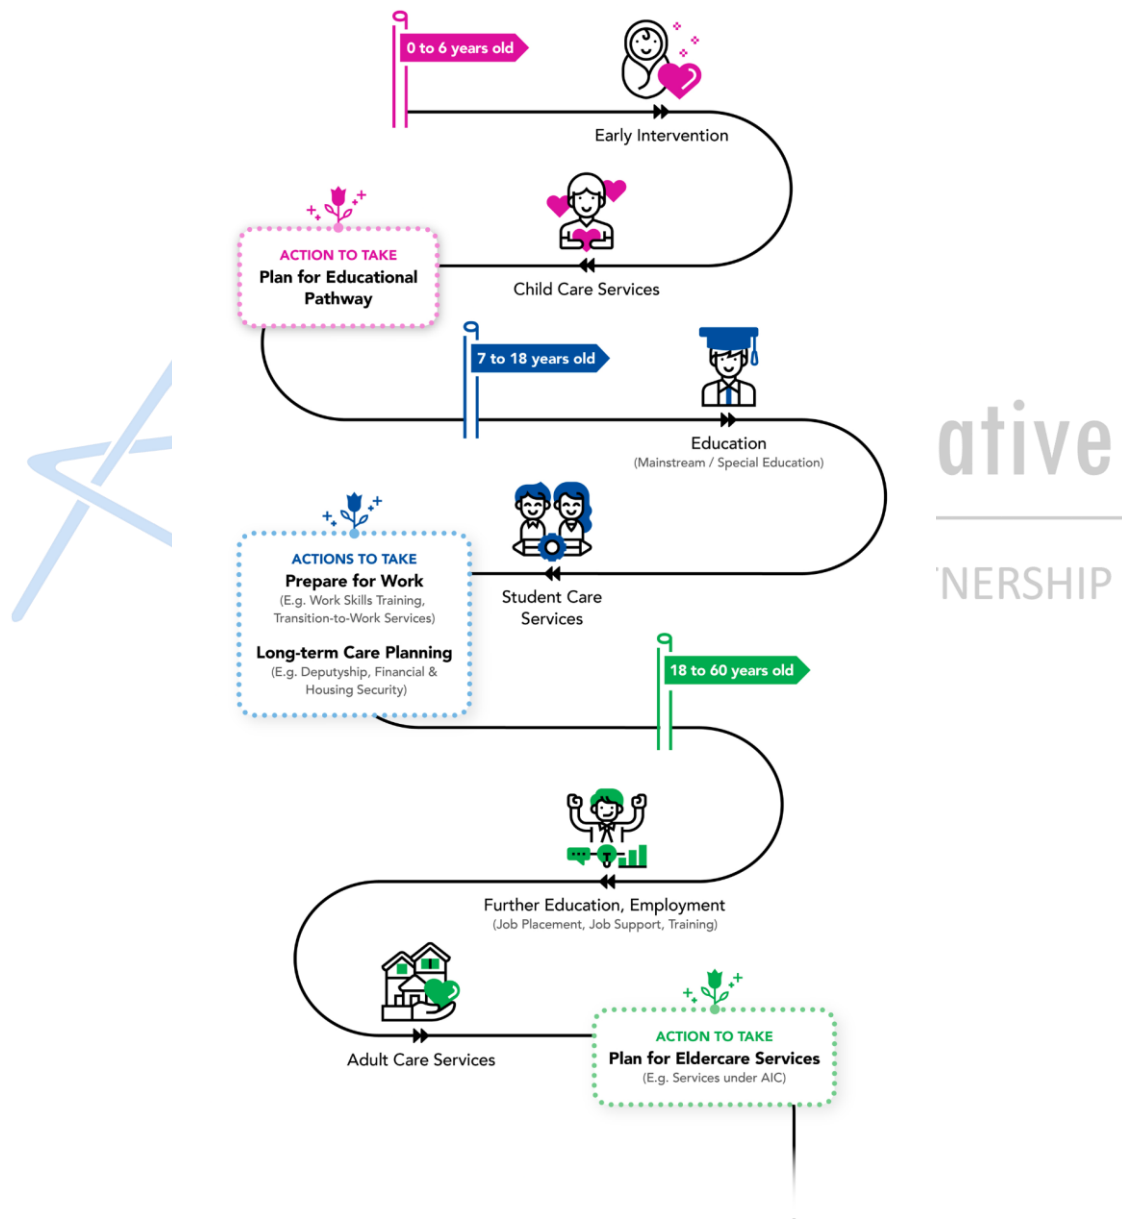 0 to 6 years old
Early Intervention
Child Care Services
ACTION TO TAKE
Plan for Educational
Pathway
7 to 18 years old
Education
(Mainstream / Special Education)
ative
TNERSHIP
Student Care
Services
ACTIONS TO TAKE
Prepare for Work
(E.g. Work Skills Training,
Transition-to-Work Services)
Long-term Care Planning
(E.g. Deputyship, Financial &
Housing Security)
18 to 60 years old
Further Education, Employment
(Job Placement, Job Support, Training)
Adult Care Services
ACTION TO TAKE
Plan for Eldercare Services
(E.g. Services under AIC)